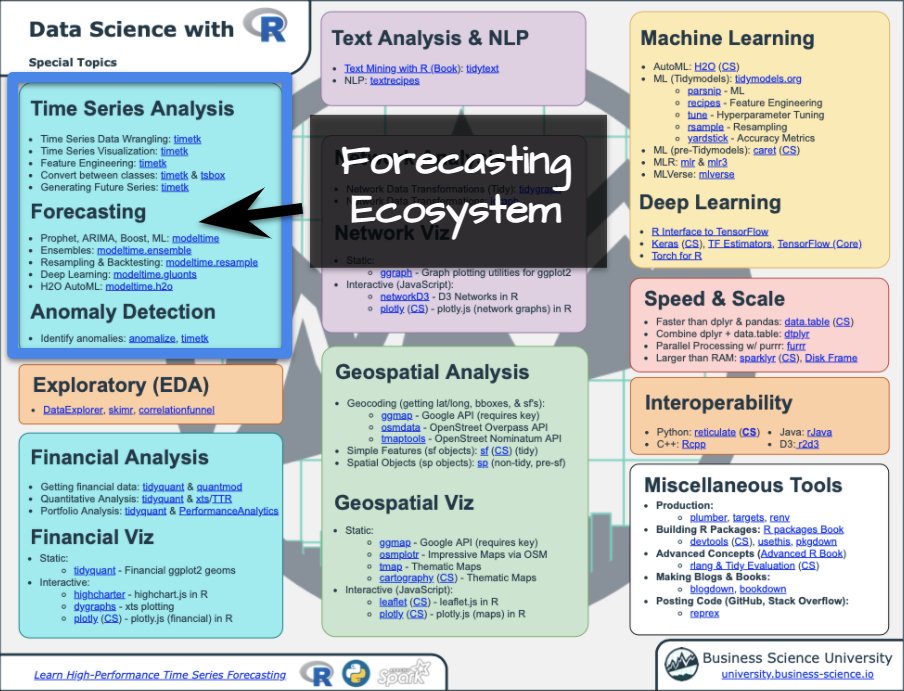 Data Science with R
Special Topics
Time Series Analysis
• Time Series Data Wrangling: timetk
• Time Series Visualization: timetk
• Feature Engineering: timetk
• Convert between classes: timetk & tsbox
• Generating Future Series: timetk
Forecasting
• Prophet, ARIMA, Boost, ML: modeltime
• Ensembles: modeltime.ensemble
• Resampling & Backtesting: modeltime.resample
• Deep Learning: modeltime.gluonts
• H2O AutoML: modeltime.h2o
Anomaly Detection
• Identify anomalies: anomalize, timetk
Exploratory (EDA)
• DataExplorer, skimr, correlationfunnel
Financial Analysis
• Getting financial data: tidyquant & quantmod
• Quantitative Analysis: tidyquant & xts/TTR
• Portfolio Analysis: tidyquant & PerformanceAnalytics
Financial Viz
• Static:
tidyquant - Financial ggplot2 geoms
• Interactive:
highcharter - highchart.js in R
dygraphs - xts plotting
plotly (CS) - plotly.js (financial) in R
Text Analysis & NLP
• Text Mining with R (Book): tidytext
• NLP: textrecipes
Forecasting
Ecosystem
• Network Data Transformations (Tidy):
Network Viz
• Static:
ggraph - Graph plotting utilities for ggplot2
• Interactive (JavaScript):
networkD3 - D3 Networks in R
plotly (CS) - plotly.js (network graphs) in R
Geospatial Analysis
• Geocoding (getting lat/long, bboxes, & sf's):
ggmap - Google API (requires key)
osmdata - OpenStreet Overpass API
tmaptools - OpenStreet Nominatum API
• Simple Features (sf objects): sf (CS) (tidy)
• Spatial Objects (sp objects): sp (non-tidy, pre-sf)
Geospatial Viz
• Static:
ggmap - Google API (requires key)
osmplotr - Impressive Maps via OSM
tmap - Thematic Maps
cartography (CS) - Thematic Maps
• Interactive (JavaScript):
leaflet (CS) - leaflet.js in R
plotly (CS) - plotly.js (maps) in R
Machine Learning
• AutoML: H2O (CS)
• ML (Tidymodels): tidymodels.org
parsnip - ML
recipes - Feature Engineering
tune - Hyperparameter Tuning
rsample - Resampling
yardstick - Accuracy Metrics
• ML (pre-Tidymodels): caret (CS)
• MLR: mlr & mlr3
• MLVerse: mlverse
Deep Learning
• R Interface to TensorFlow
• Keras (CS), TF Estimators, TensorFlow (Core)
• Torch for R
Speed & Scale
• Faster than dplyr & pandas: data.table (CS)
• Combine dplyr + data.table: dtplyr
• Parallel Processing w/ purrr: furrr
• Larger than RAM: sparklyr (CS), Disk Frame
Interoperability
• Python: reticulate (CS) • Java: rJava
• C++: Rcpp • D3: r2d3
Miscellaneous Tools
• Production:
plumber, targets, renv
• Building R Packages: R packages Book
devtools (CS), usethis, pkgdown
• Advanced Concepts (Advanced R Book)
rlang & Tidy Evaluation (CS)
• Making Blogs & Books:
blogdown, bookdown
• Posting Code (GitHub, Stack Overflow):
reprex
Learn High-Performance Time Series Forecasting
R
Spark
Business Science University
university.business-science.io